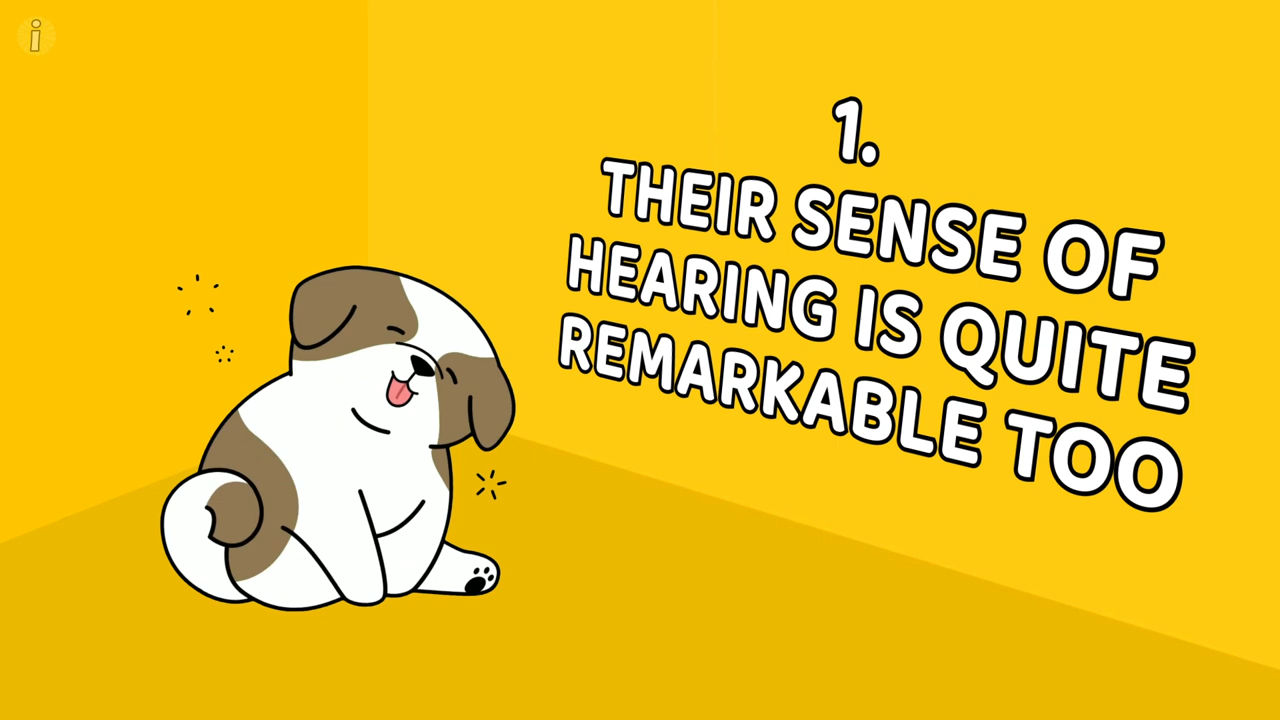 i
1.
THEIR SENSE OF
HEARING IS QUITE
REMARKABLE TOO